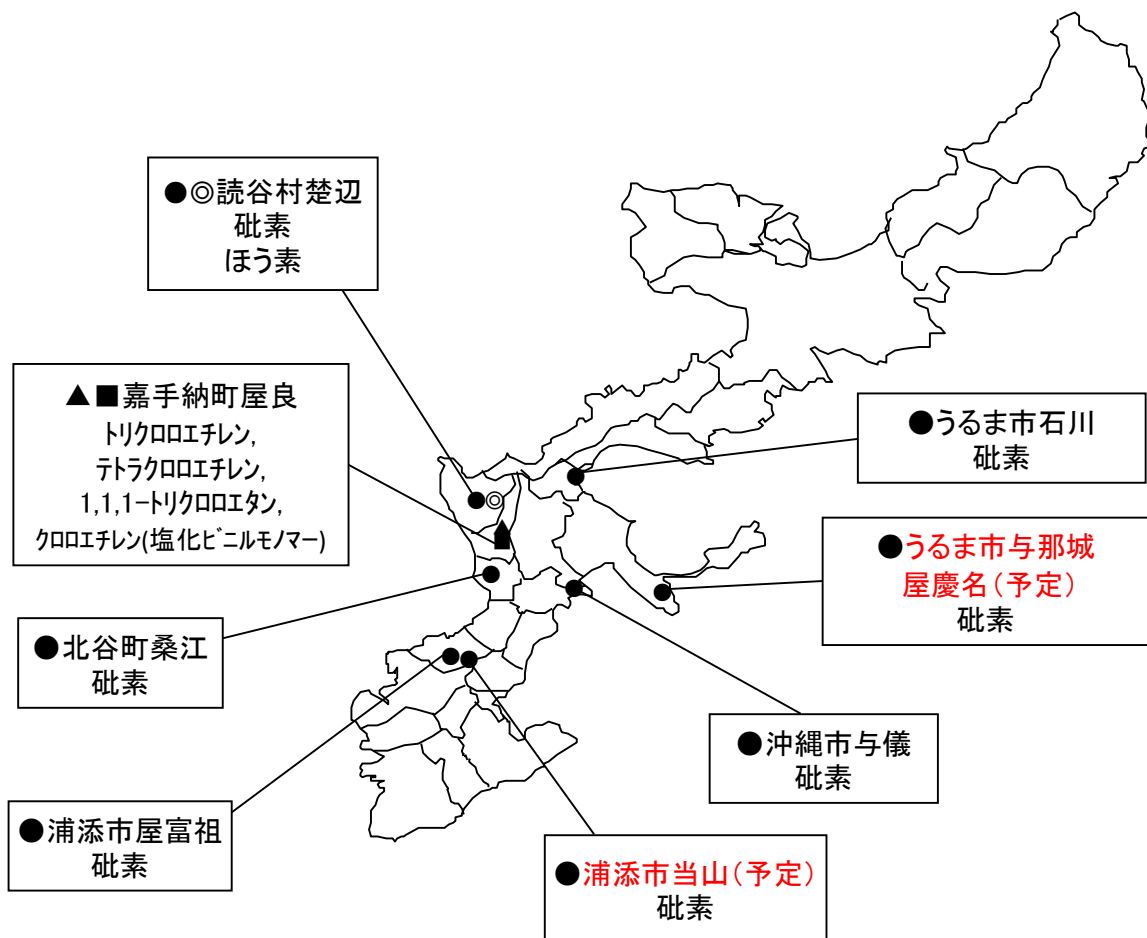 ●◎読谷村楚辺
砒素
ほう素
▲■嘉手納町屋良
トリクロロエチレン,
テトラクロロエチレン,
1,1,1-トリクロロエタン,
クロロエチレン(塩化ビニルモノマー)
●うるま市石川
砒素
●うるま市与那城
屋慶名(予定)
砒素
●北谷町桑江
砒素
●沖縄市与儀
砒素
●浦添市屋富祖
砒素
●浦添市当山(予定)
砒素